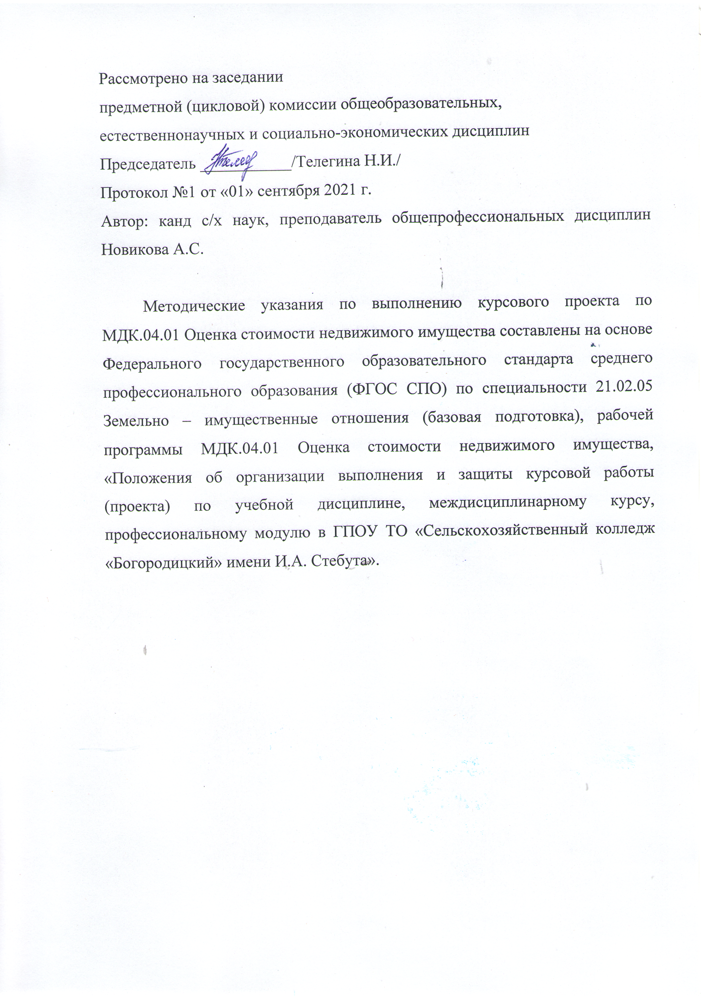 Рассмотрено на заседании
предметной (цикловой) комиссии общеобразовательных,
естественнонаучных и социально-экономических дисциплин
Председатель ___________/Телегина Н.И./
Протокол №1 от «01» сентября 2021 г.
Автор: канд с/х наук, преподаватель общепрофессиональных дисциплин
Новикова А.С.
Методические указания по выполнению курсового проекта по
МДК.04.01 Оценка стоимости недвижимого имущества составлены на основе
Федерального государственного образовательного стандарта среднего
профессионального образования (ФГОС СПО) по специальности 21.02.05
Земельно – имущественные отношения (базовая подготовка), рабочей
программы МДК.04.01 Оценка стоимости недвижимого имущества,
«Положения об организации выполнения и защиты курсовой работы
(проекта) по учебной дисциплине, междисциплинарному курсу,
профессиональному модулю в ГПОУ ТО «Сельскохозяйственный колледж
«Богородицкий» имени И.А. Стебута».